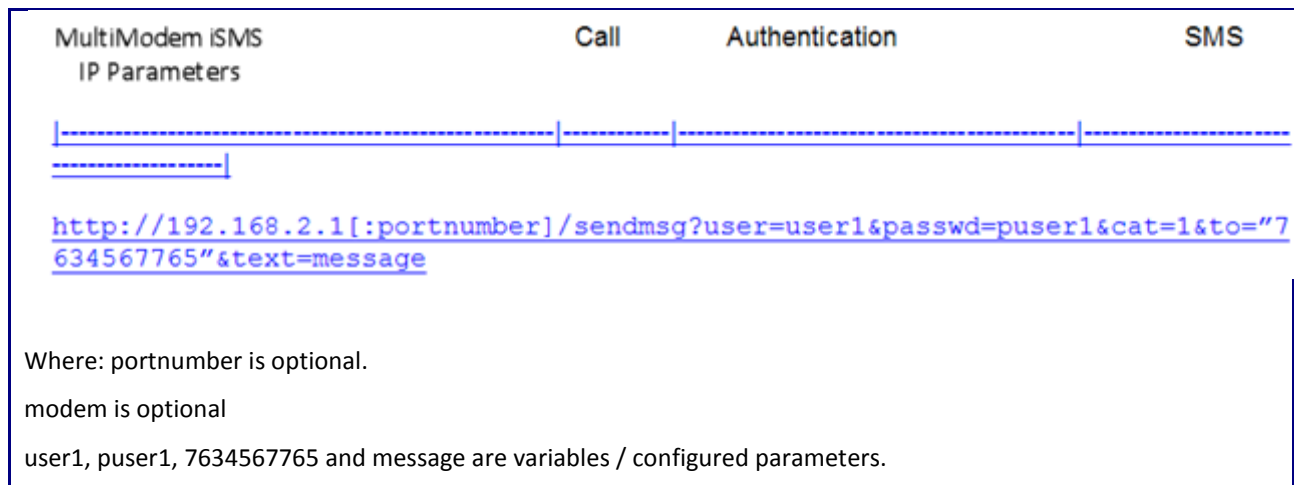 MultiModem iSMS Call Authentication SMS
IP Parameters
|--------------------------------------------------|-----------|----------------------------------------|---------------------
------------------|
http://192.168.2.1[:portnumber]/sendmsg?user=user1&passwd=puser1&cat=1&to=”7
634567765”&text=message
Where: portnumber is optional.
modem is optional
user1, puser1, 7634567765 and message are variables / configured parameters.